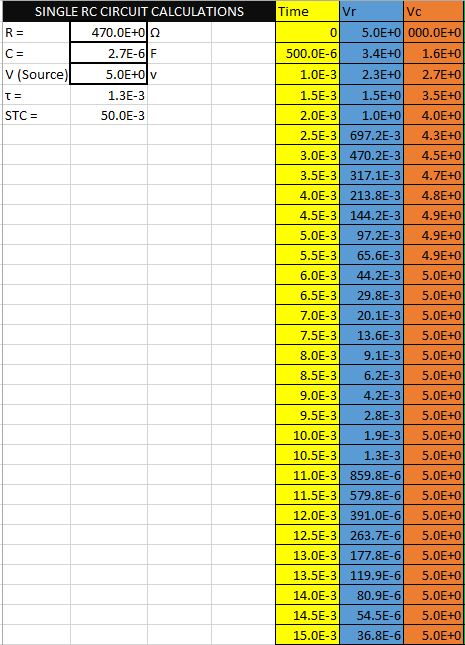 SINGLE RC CIRCUIT CALCULATIONS Time Vr Vc
R = 470.0E+0 Ω 0 5.0E+0 000.0E+0
C = 2.7E-6 F 500.0E-6 3.4E+0 1.6E+0
V (Source) 5.0E+0 v 1.0E-3 2.3E+0 2.7E+0
τ = 1.3E-3 1.5E-3 1.5E+0 3.5E+0
STC = 50.0E-3 2.0E-3 1.0E+0 4.0E+0
2.5E-3 697.2E-3 4.3E+0
3.0E-3 470.2E-3 4.5E+0
3.5E-3 317.1E-3 4.7E+0
4.0E-3 213.8E-3 4.8E+0
4.5E-3 144.2E-3 4.9E+0
5.0E-3 97.2E-3 4.9E+0
5.5E-3 65.6E-3 4.9E+0
6.0E-3 44.2E-3 5.0E+0
6.5E-3 29.8E-3 5.0E+0
7.0E-3 20.1E-3 5.0E+0
7.5E-3 13.6E-3 5.0E+0
8.0E-3 9.1E-3 5.0E+0
8.5E-3 6.2E-3 5.0E+0
9.0E-3 4.2E-3 5.0E+0
9.5E-3 2.8E-3 5.0E+0
10.0E-3 1.9E-3 5.0E+0
10.5E-3 1.3E-3 5.0E+0
11.0E-3 859.8E-6 5.0E+0
11.5E-3 579.8E-6 5.0E+0
12.0E-3 391.0E-6 5.0E+0
12.5E-3 263.7E-6 5.0E+0
13.0E-3 177.8E-6 5.0E+0
13.5E-3 119.9E-6 5.0E+0
14.0E-3 80.9E-6 5.0E+0
14.5E-3 54.5E-6 5.0E+0
15.0E-3 36.8E-6 5.0E+0